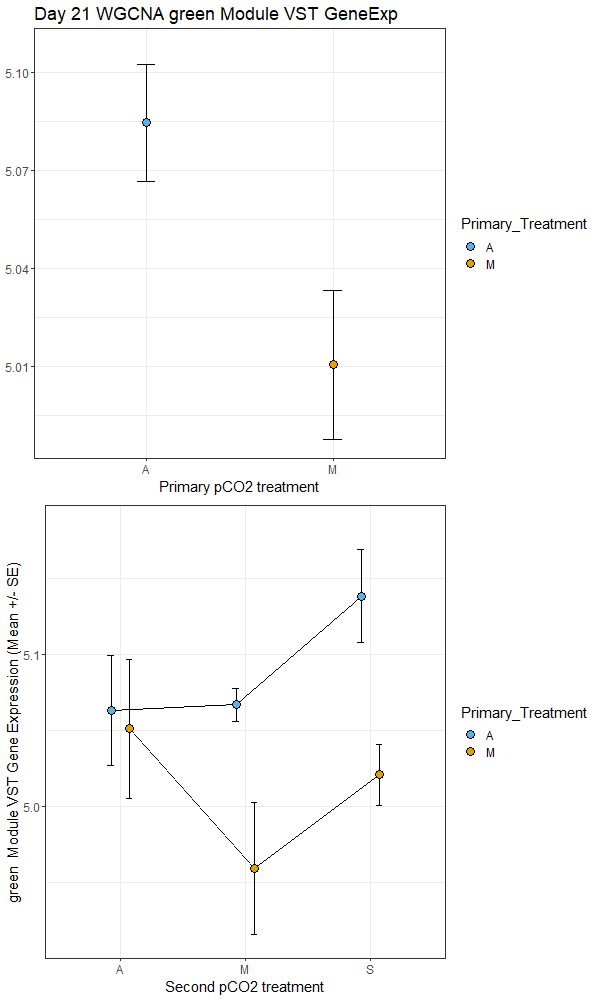 Day 21 WGCNA green Module VST GeneExp
5.10
5.07
5.04
5.01
A
M
Primary pCO2 treatment
Primary_Treatment
A
M
green  Module VST Gene Expression (Mean +/- SE)
5.1
5.0
A
M
S
Second pCO2 treatment
Primary_Treatment
A
M